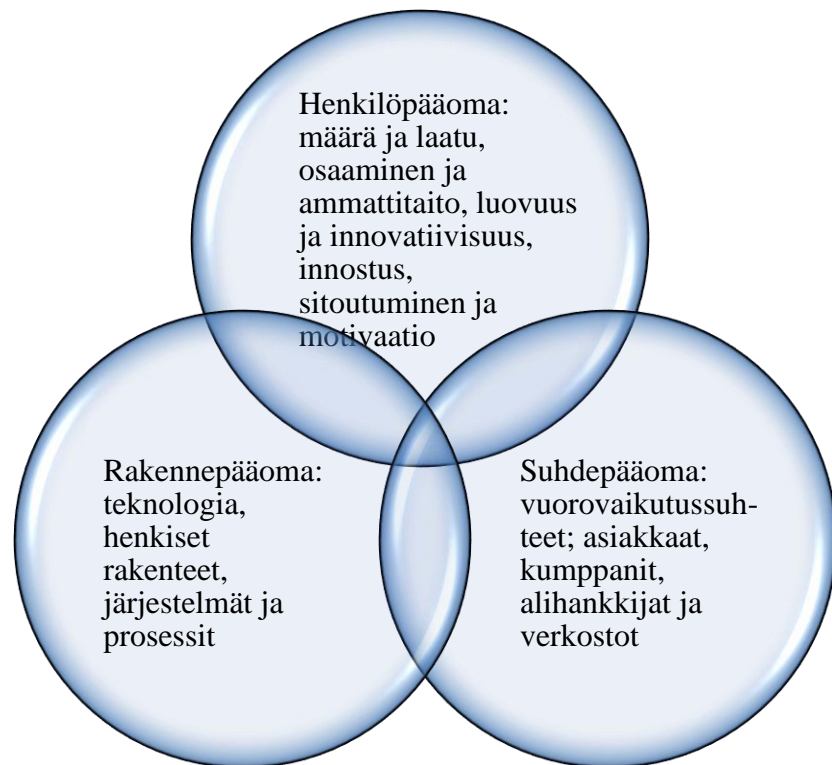 Henkilöpääoma:
määrä ja laatu,
osaaminen ja
ammattitaito, luovuus
ja innovatiivisuus,
innostus,
sitoutuminen ja
motivaatio
Rakennepääoma:
teknologia,
henkiset
rakenteet,
järjestelmät ja
prosessit
Suhdepääoma:
vuorovaikutussuh-
teet; asiakkaat,
kumppanit,
alihankkijat ja
verkostot